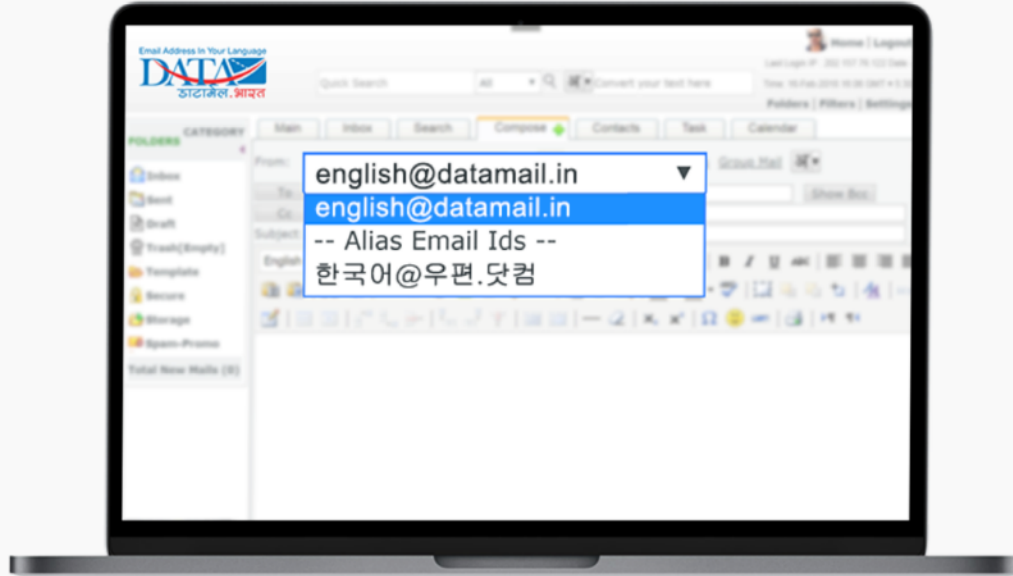 Email Address In Your Language
DATA
डाटामेल.भारत
Home | Logout
Quick Search
All
Convert your text here
Folders | Filters | Settings
CATEGORY
FOLDERS
Main
Inbox
Search
Compose
Contacts
Task
Calendar
From:
english@datamail.in ▼
Group Mail
english@datamail.in
-- Alias Email Ids --
한국어@우편.닷컴
To
Show Bcc
Cc
Subject
English
Inbox
Sent
Draft
Trash[Empty]
Template
Secure
Storage
Spam-Promo
Total New Mails (0)